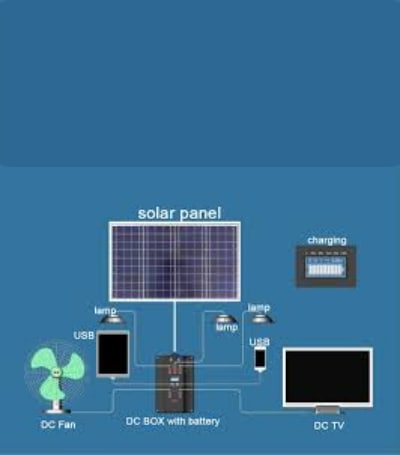 solar panel
charging
lamp
lamp
lamp
USB
USB
DC Fan
DC BOX with battery
DC TV